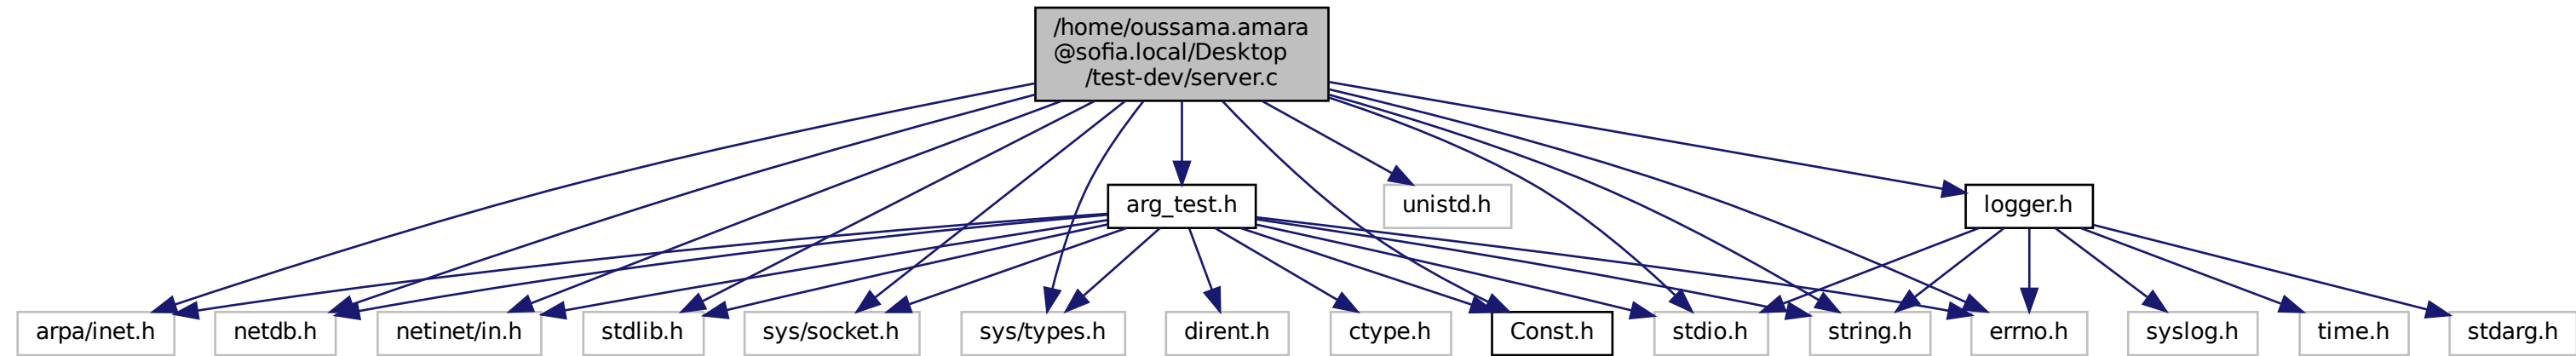 /home/oussama.amara
@sofia.local/Desktop
/test-dev/server.c
arg_test.h
unistd.h
logger.h
arpa/inet.h
netdb.h
netinet/in.h
stdlib.h
sys/socket.h
sys/types.h
dirent.h
ctype.h
Const.h
stdio.h
string.h
errno.h
syslog.h
time.h
stdarg.h